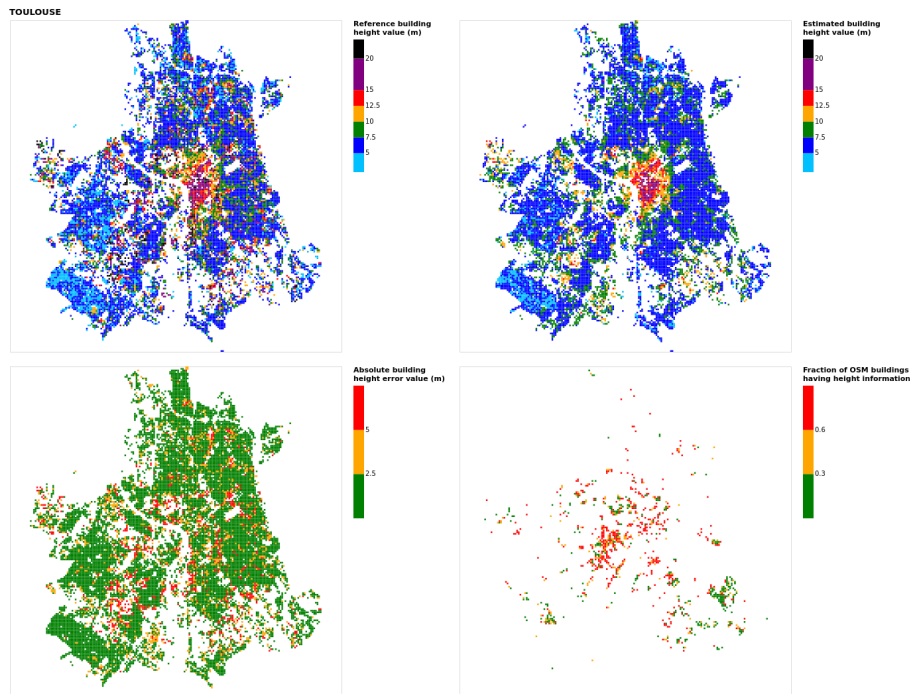 TOULOUSE
Reference building
height value (m)
20
15
12.5
10
7.5
5
Estimated building
height value (m)
20
15
12.5
10
7.5
5
Absolute building
height error value (m)
5
2.5
Fraction of OSM buildings
having height information
0.6
0.3